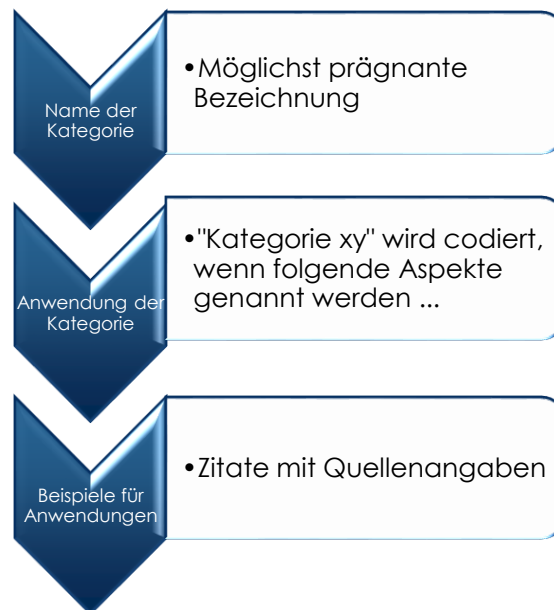 Name der
Kategorie
•Möglichst prägnante
Bezeichnung
Anwendung der
Kategorie
•"Kategorie xy" wird codiert,
wenn folgende Aspekte
genannt werden ...
Beispiele für
Anwendungen
•Zitate mit Quellenangaben